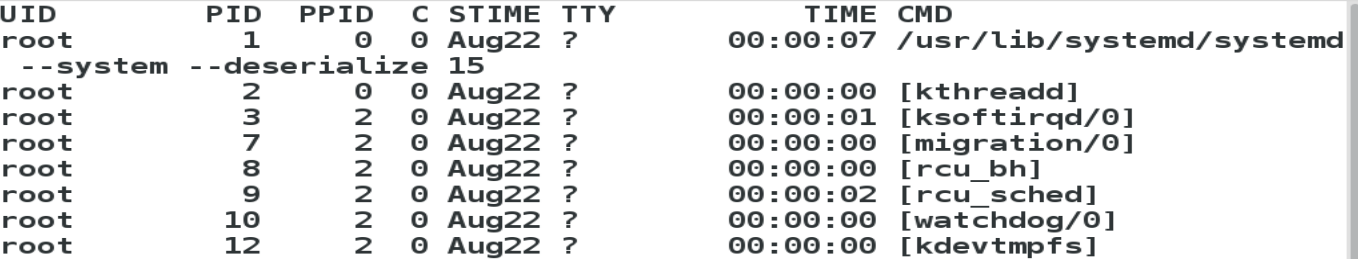 UID        PID  PPID  C STIME TTY          TIME CMD
root         1     0  0 Aug22 ?        00:00:07 /usr/lib/systemd/systemd
 --system --deserialize 15
root         2     0  0 Aug22 ?        00:00:00 [kthreadd]
root         3     2  0 Aug22 ?        00:00:01 [ksoftirqd/0]
root         7     2  0 Aug22 ?        00:00:00 [migration/0]
root         8     2  0 Aug22 ?        00:00:00 [rcu_bh]
root         9     2  0 Aug22 ?        00:00:02 [rcu_sched]
root        10     2  0 Aug22 ?        00:00:00 [watchdog/0]
root        12     2  0 Aug22 ?        00:00:00 [kdevtmpfs]